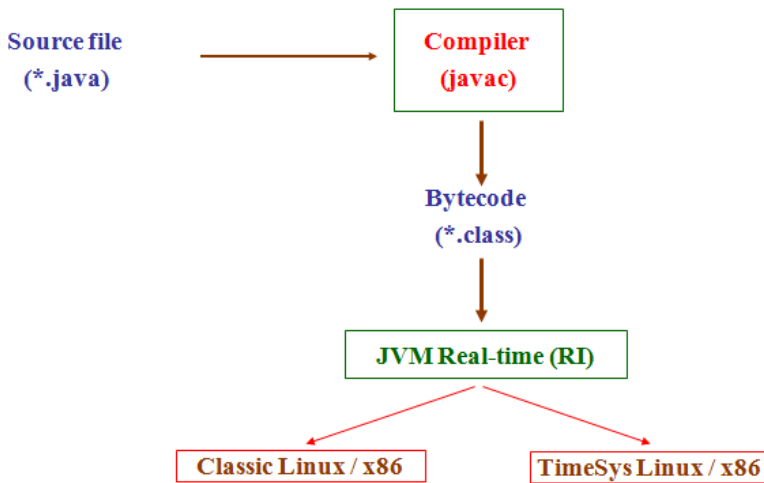 Source file
(*.java)
Compiler
(javac)
Bytecode
(*.class)
JVM Real-time (RI)
Classic Linux / x86
TimeSys Linux / x86